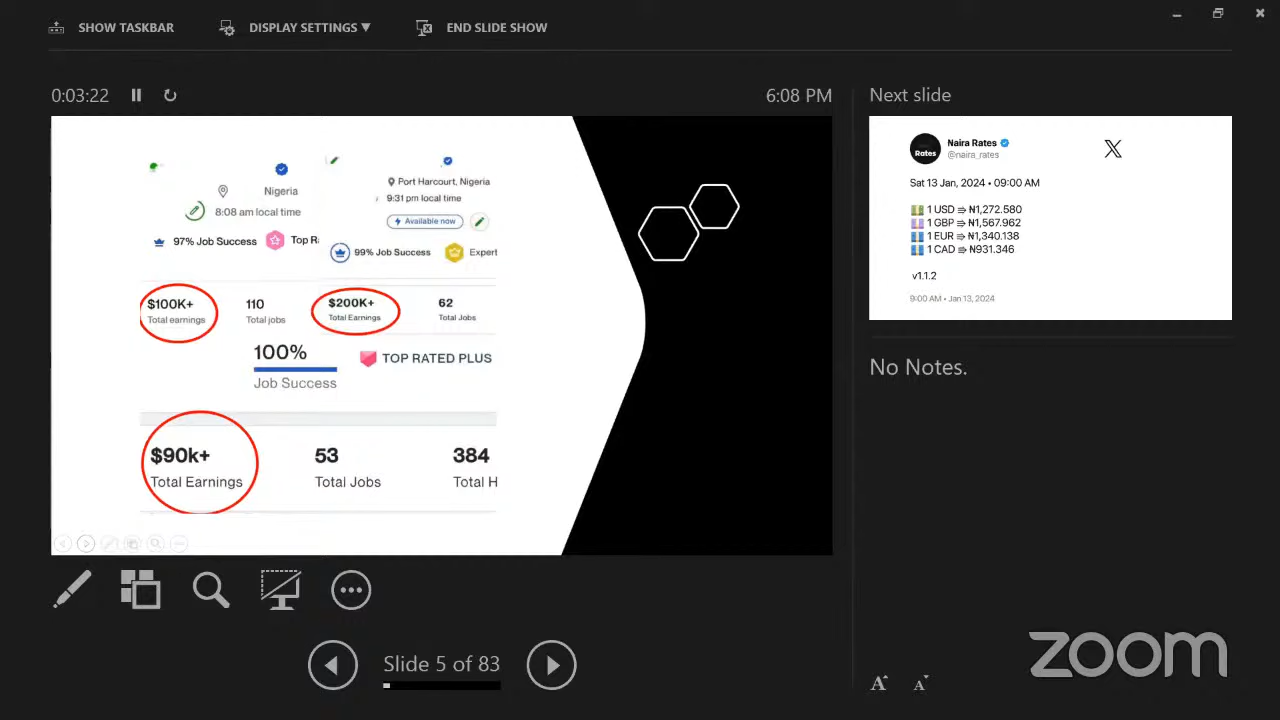 SHOW TASKBAR
DISPLAY SETTINGS ▼
END SLIDE SHOW
0:03:22
6:08 PM
Next slide
Nigeria
8:08 am local time
97% Job Success
Top R
Port Harcourt, Nigeria
9:31 pm local time
Available now
99% Job Success
Expert
$100K+
Total earnings
110
Total jobs
$200K+
Total Earnings
62
Total Jobs
100%
Job Success
TOP RATED PLUS
$90k+
Total Earnings
53
Total Jobs
384
Total H
Rates
Naira Rates
@naira_rates
X
Sat 13 Jan, 2024 • 09:00 AM
1 USD ⇒ ₦1,272.580
1 GBP ⇒ ₦1,567.962
1 EUR ⇒ ₦1,340.138
1 CAD ⇒ ₦931.346
v1.1.2
9:00 AM • Jan 13, 2024
No Notes.
Slide 5 of 83
A A
zoom